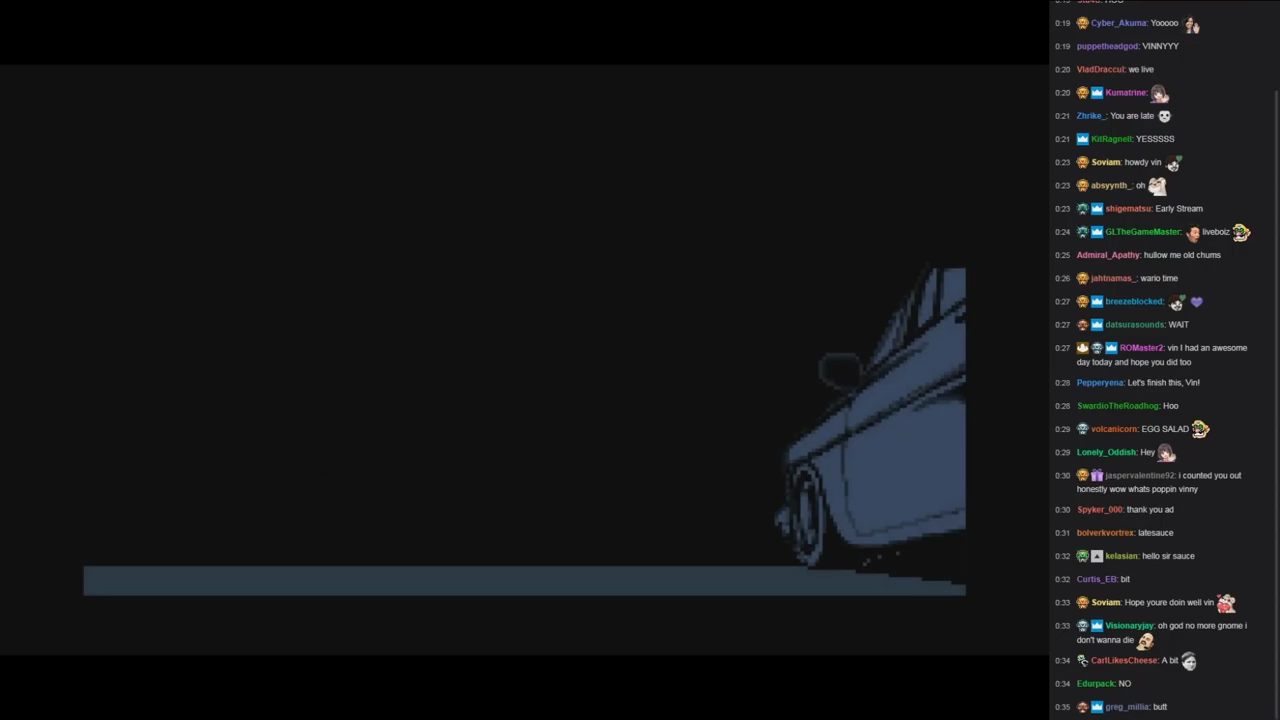 0:19 Cyber_Akuma: Yooooo
0:19 puppetheadgod: VINNYYY
0:20 VladDraccul: we live
0:20 Kumatrine:
0:21 Zhrike_: You are late
0:21 KitRagnell: YESSSSS
0:23 Soviam: howdy vin
0:23 absyynth_: oh
0:23 shigematsu: Early Stream
0:24 GLTheGameMaster: liveboiz
0:25 Admiral_Apathy: hullow me old chums
0:26 jahtnamas_: wario time
0:27 breezeblocked:
0:27 datsurasounds: WAIT
0:27 ROMaster2: vin I had an awesome
day today and hope you did too
0:28 Pepperyena: Let's finish this, Vin!
0:28 SwardioTheRoadhog: Hoo
0:29 volcanicorn: EGG SALAD
0:29 Lonely_Oddish: Hey
0:30 jaspervalentine92: i counted you out
honestly wow whats poppin vinny
0:30 Spyker_000: thank you ad
0:31 bolverkvortrex: latesauce
0:32 kelasian: hello sir sauce
0:32 Curtis_EB: bit
0:33 Soviam: Hope youre doin well vin
0:33 Visionaryjay: oh god no more gnome i
don't wanna die
0:34 CarlLikesCheese: A bit
0:34 Edurpack: NO
0:35 greg_millia: butt